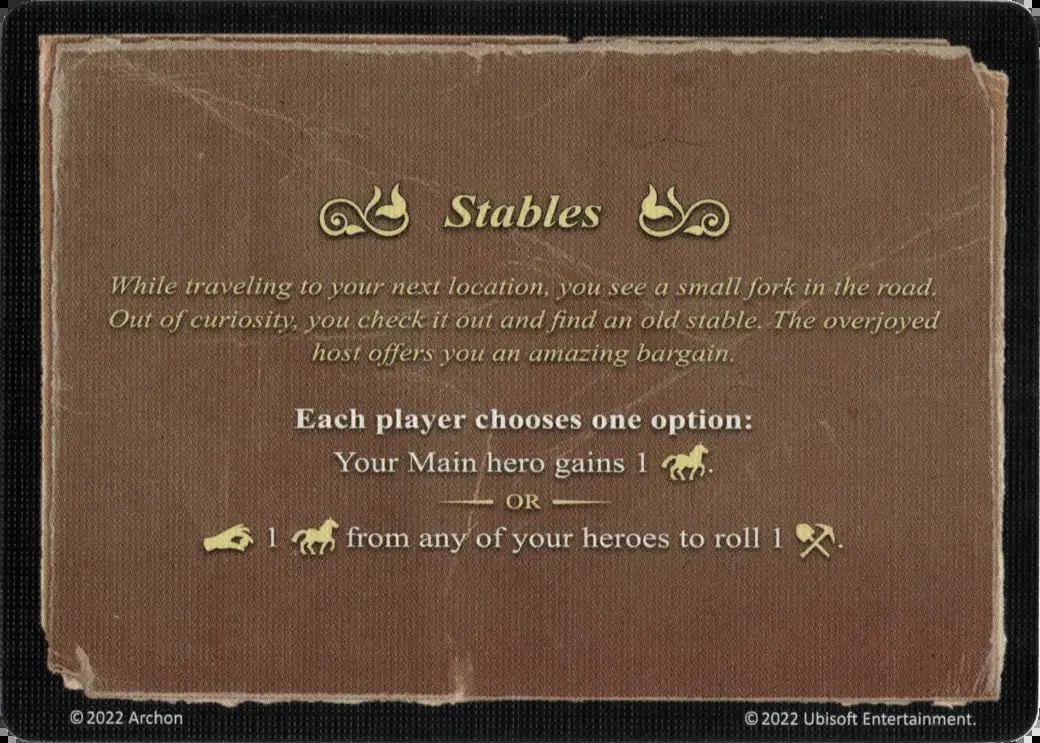 Stables
While traveling to your next location, you see a small fork in the road.
Out of curiosity, you check it out and find an old stable. The overjoyed
host offers you an amazing bargain.
Each player chooses one option:
Your Main hero gains 1 .
OR
1 from any of your heroes to roll 1 .
© 2022 Archon
© 2022 Ubisoft Entertainment.